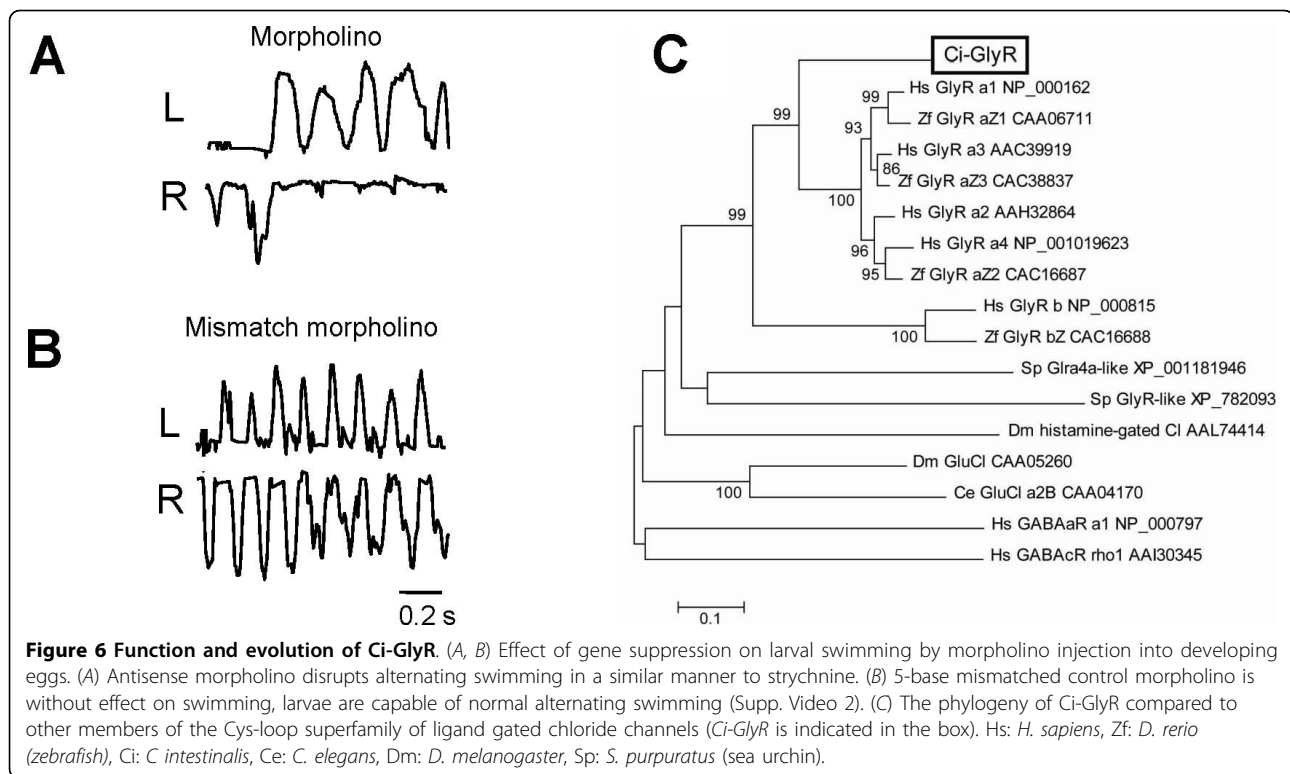 A
Morpholino
L
R
B
Mismatch morpholino
L
R
0.2 s
C
Ci-GlyR
Hs GlyR a1 NP_000162
99
Zf GlyR aZ1 CAA06711
93
99
Hs GlyR a3 AAC39919
86
Zf GlyR aZ3 CAC38837
100
Hs GlyR a2 AAH32864
99
96
Hs GlyR a4 NP_001019623
95
Zf GlyR aZ2 CAC16687
Hs GlyR b NP_000815
100
Zf GlyR bZ CAC16688
Sp Glra4a-like XP_001181946
Sp GlyR-like XP_782093
Dm histamine-gated Cl AAL74414
Dm GluCl CAA05260
100
Ce GluCl a2B CAA04170
Hs GABAaR a1 NP_000797
Hs GABAcR rho1 AAI30345
0.1
Figure 6 Function and evolution of Ci-GlyR. (A, B) Effect of gene suppression on larval swimming by morpholino injection into developing
eggs. (A) Antisense morpholino disrupts alternating swimming in a similar manner to strychnine. (B) 5-base mismatched control morpholino is
without effect on swimming, larvae are capable of normal alternating swimming (Supp. Video 2). (C) The phylogeny of Ci-GlyR compared to
other members of the Cys-loop superfamily of ligand gated chloride channels (Ci-GlyR is indicated in the box). Hs: H. sapiens, Zf: D. rerio
(zebrafish), Ci: C intestinalis, Ce: C. elegans, Dm: D. melanogaster, Sp: S. purpuratus (sea urchin).